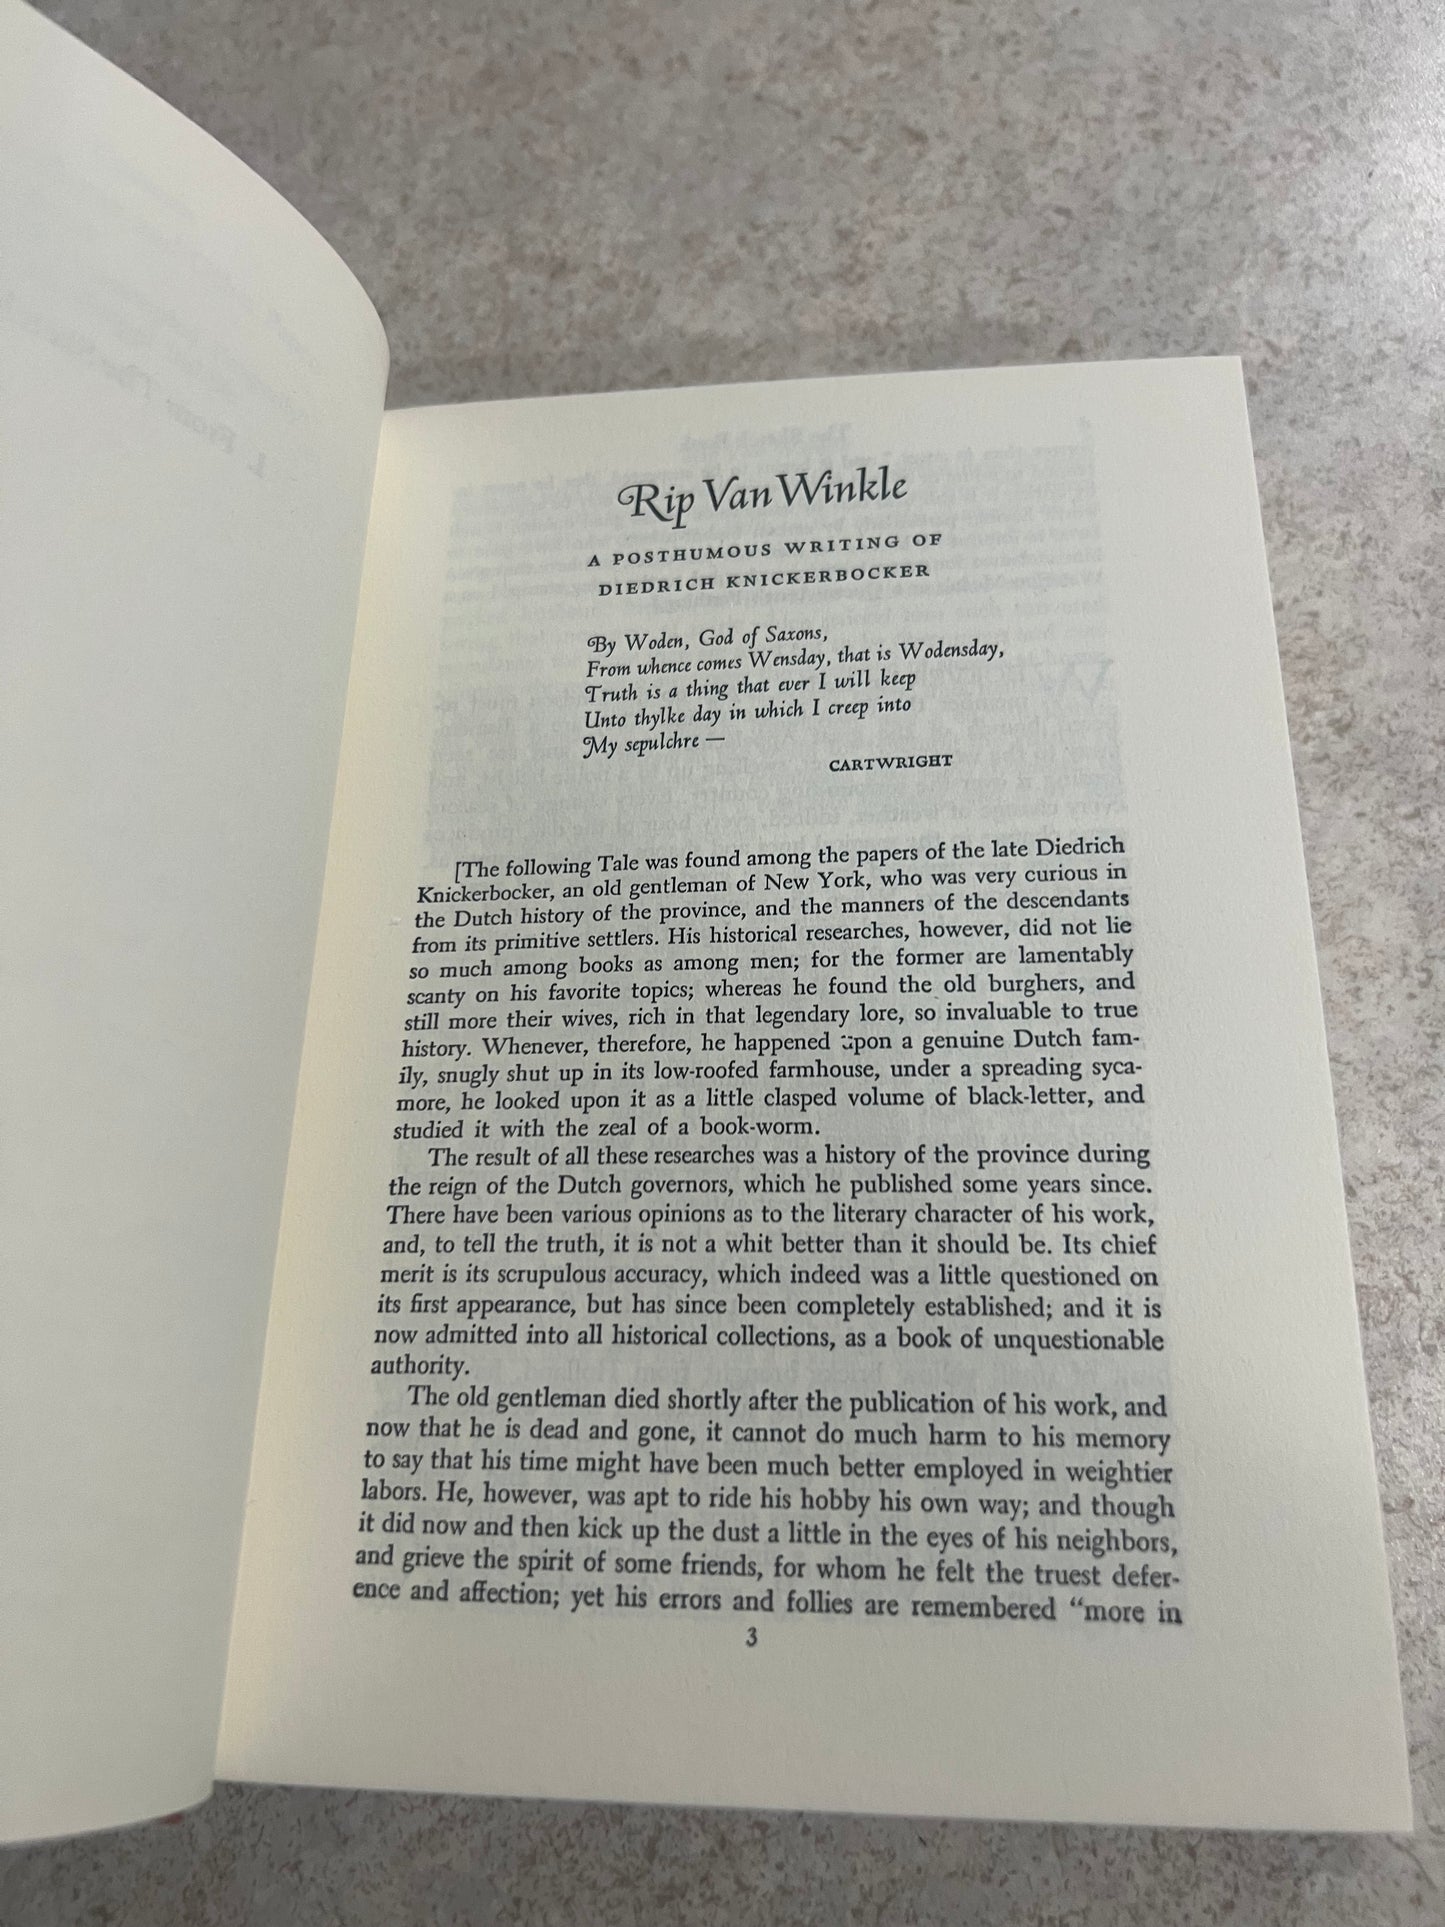 Rip Van Winkle
A POSTHUMOUS WRITING OF
DIEDRICH KNICKERBOCKER
By Woden, God of Saxons,
From whence comes Wensday, that is Wodensday,
Truth is a thing that ever I will keep
Unto thylke day in which I creep into
My sepulchre —
CARTWRIGHT
[The following Tale was found among the papers of the late Diedrich
Knickerbocker, an old gentleman of New York, who was very curious in
the Dutch history of the province, and the manners of the descendants
from its primitive settlers. His historical researches, however, did not lie
so much among books as among men; for the former are lamentably
scanty on his favorite topics; whereas he found the old burghers, and
still more their wives, rich in that legendary lore, so invaluable to true
history. Whenever, therefore, he happened upon a genuine Dutch fam-
ily, snugly shut up in its low-roofed farmhouse, under a spreading syca-
more, he looked upon it as a little clasped volume of black-letter, and
studied it with the zeal of a book-worm.
The result of all these researches was a history of the province during
the reign of the Dutch governors, which he published some years since.
There have been various opinions as to the literary character of his work,
and, to tell the truth, it is not a whit better than it should be. Its chief
merit is its scrupulous accuracy, which indeed was a little questioned on
its first appearance, but has since been completely established; and it is
now admitted into all historical collections, as a book of unquestionable
authority.
The old gentleman died shortly after the publication of his work, and
now that he is dead and gone, it cannot do much harm to his memory
to say that his time might have been much better employed in weightier
labors. He, however, was apt to ride his hobby his own way; and though
it did now and then kick up the dust a little in the eyes of his neighbors,
and grieve the spirit of some friends, for whom he felt the truest defer-
ence and affection; yet his errors and follies are remembered “more in
3